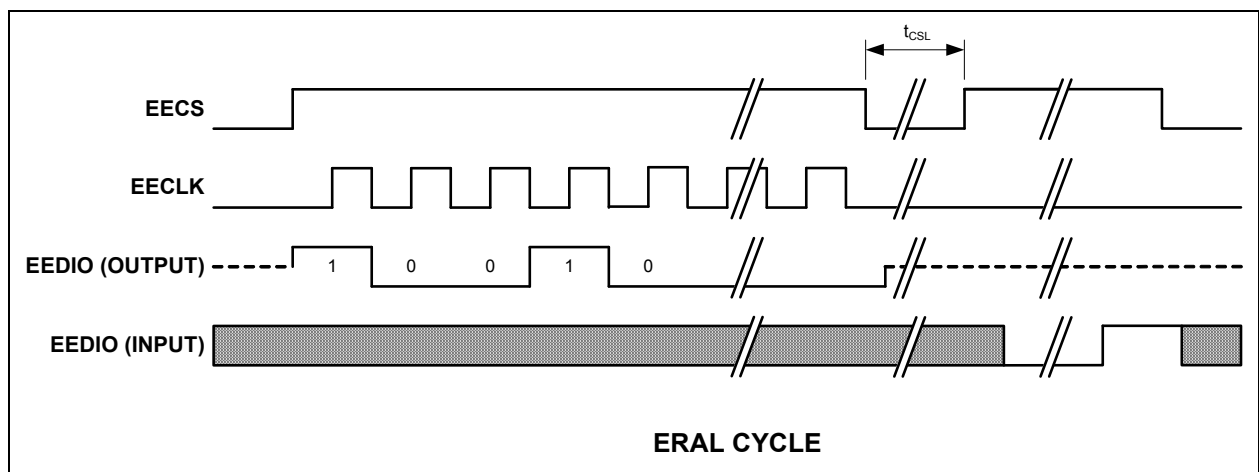 tCSL
EECS
EECLK
EEDIO (OUTPUT)
1 0 0 1 0
EEDIO (INPUT)
ERAL CYCLE